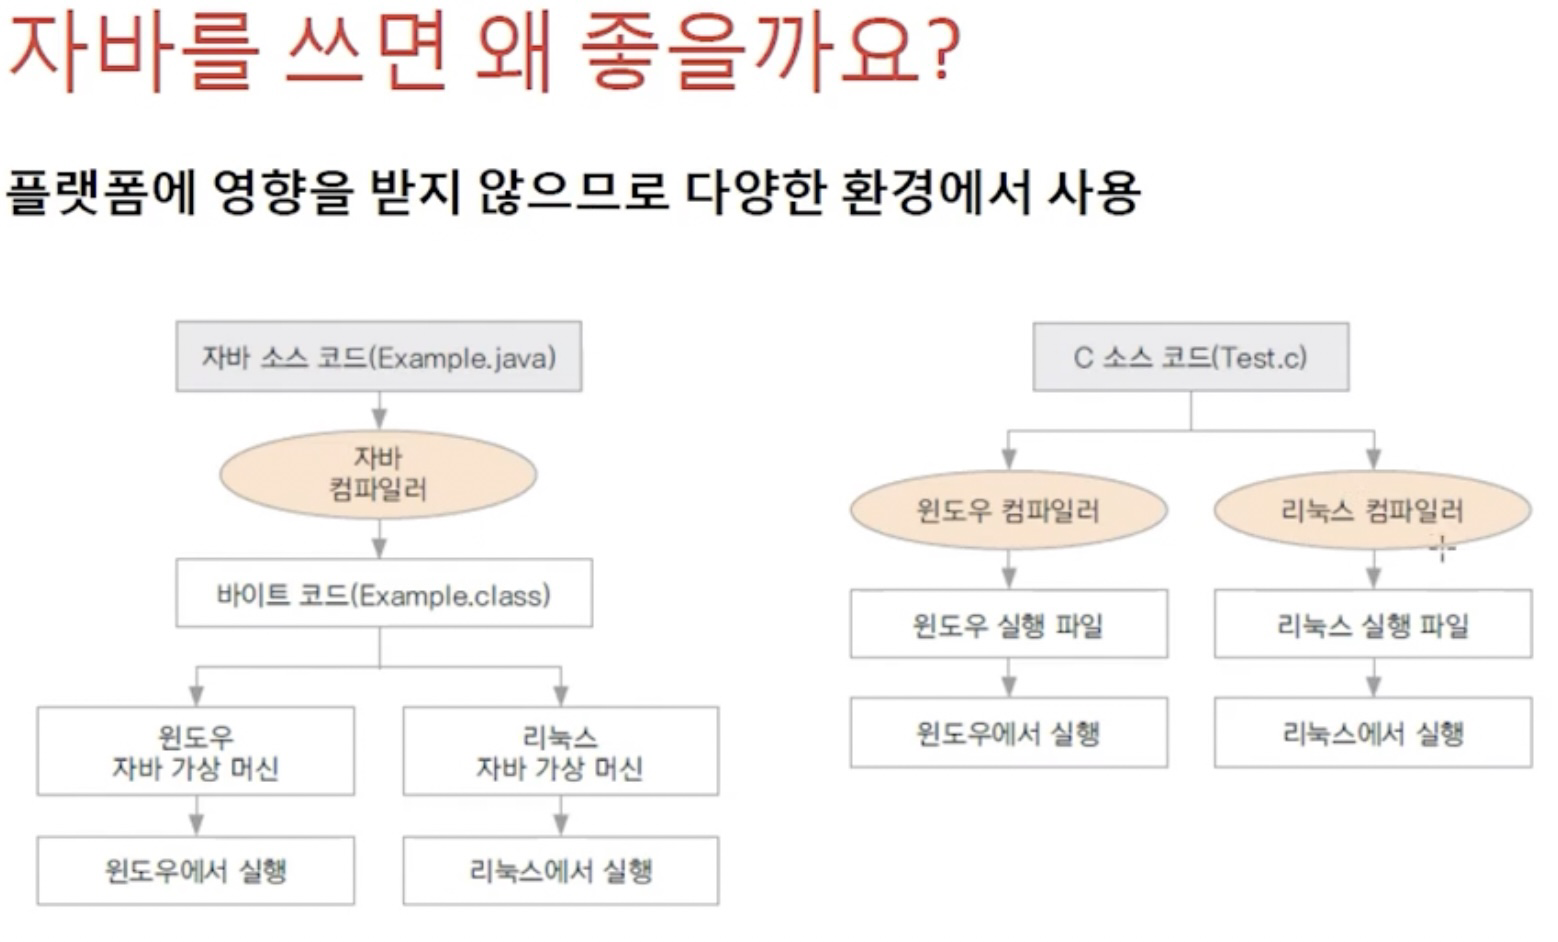 자바를 쓰면 왜 좋을까요?
플랫폼에 영향을 받지 않으므로 다양한 환경에서 사용
자바 소스 코드(Example.java)
자바
컴파일러
바이트 코드(Example.class)
윈도우
자바 가상 머신
리눅스
자바 가상 머신
윈도우에서 실행
리눅스에서 실행
C 소스 코드(Test.c)
윈도우 컴파일러
리눅스 컴파일러
윈도우 실행 파일
리눅스 실행 파일
윈도우에서 실행
리눅스에서 실행